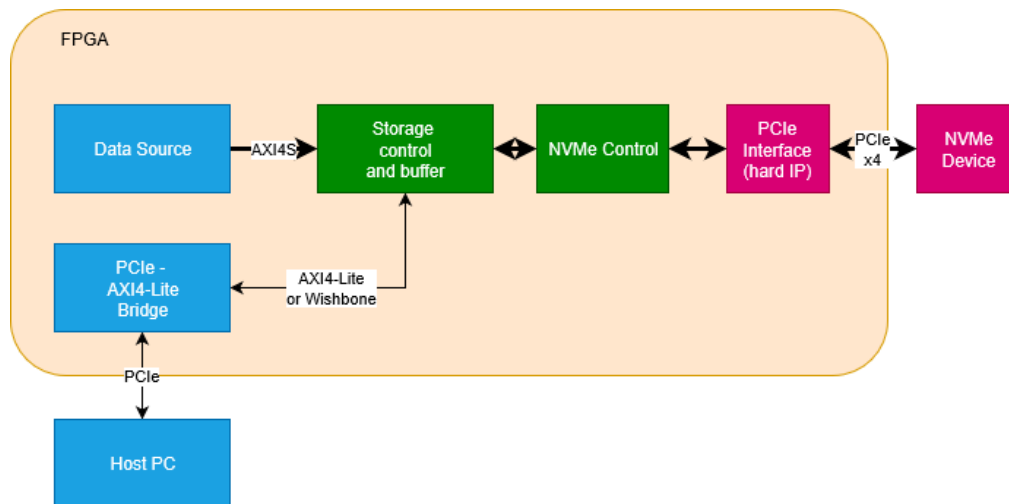 FPGA
Data Source
AXI4S
Storage
control
and buffer
NVMe Control
PCIe
Interface
(hard IP)
PCIe
x4
NVMe
Device
PCIe -
AXI4-Lite
Bridge
AXI4-Lite
or Wishbone
PCIe
Host PC